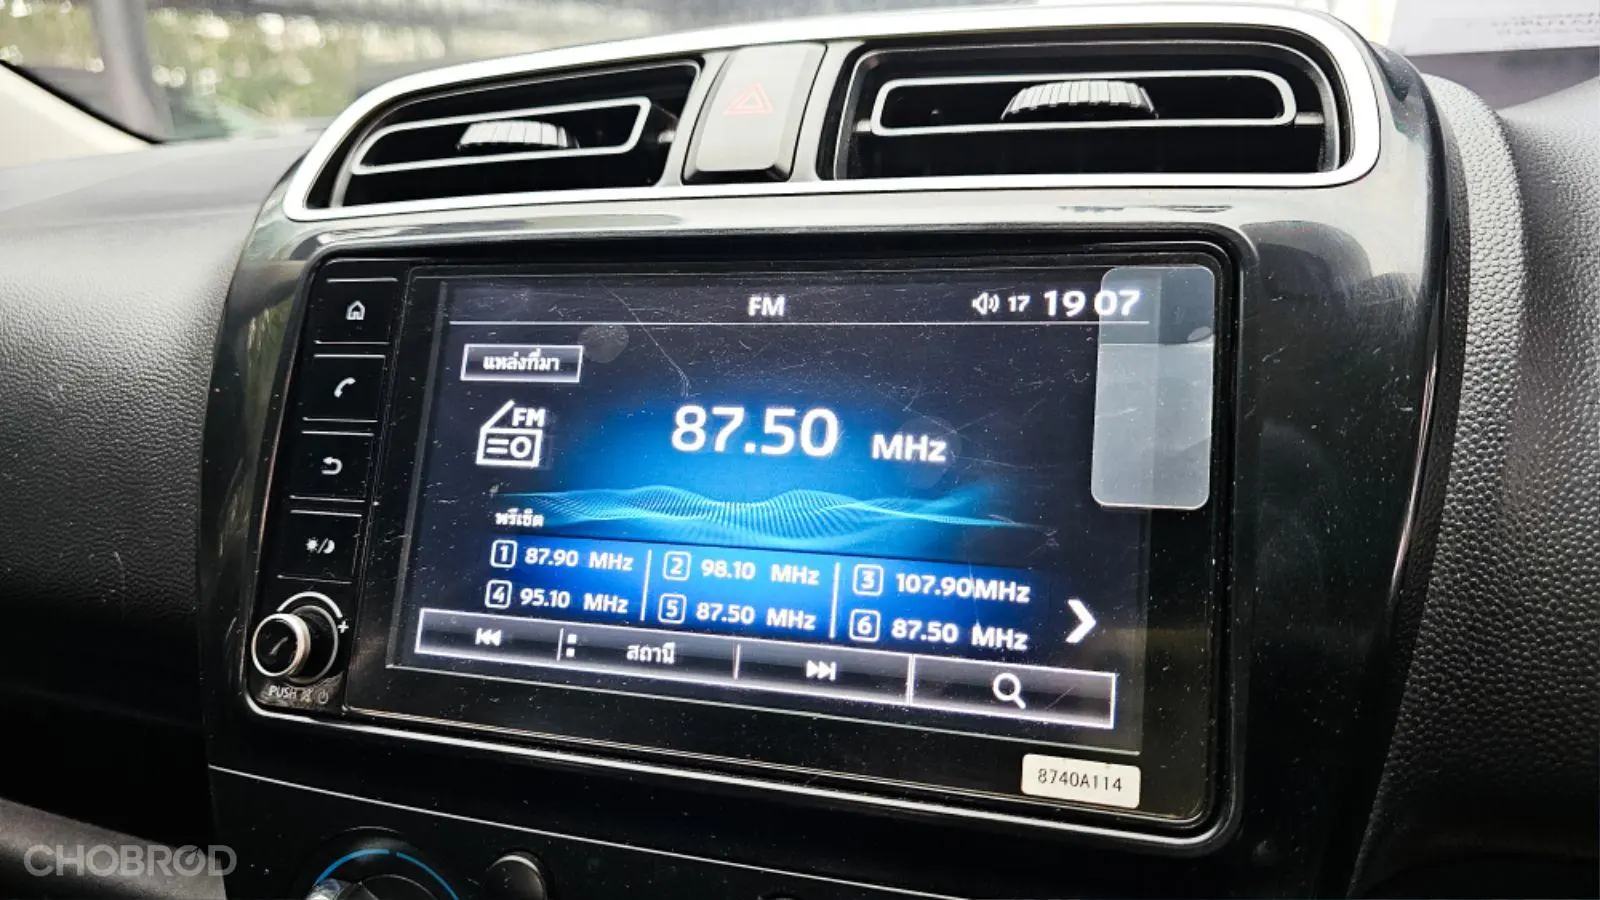 FM
17 19 07
แหล่งที่มา
FM
87.50 MHz
พรีเซ็ต
1 87.90 MHz 2 98.10 MHz 3 107.90MHz
4 95.10 MHz 5 87.50 MHz 6 87.50 MHz
สถานี
PUSH
8740A114
CHOBROD